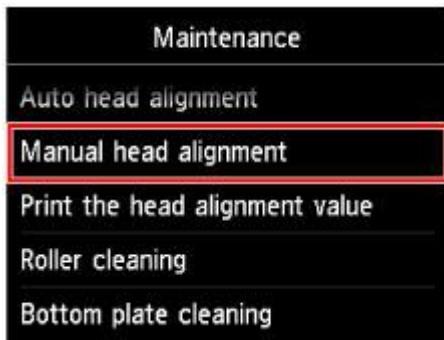 Maintenance
Auto head alignment
Manual head alignment
Print the head alignment value
Roller cleaning
Bottom plate cleaning